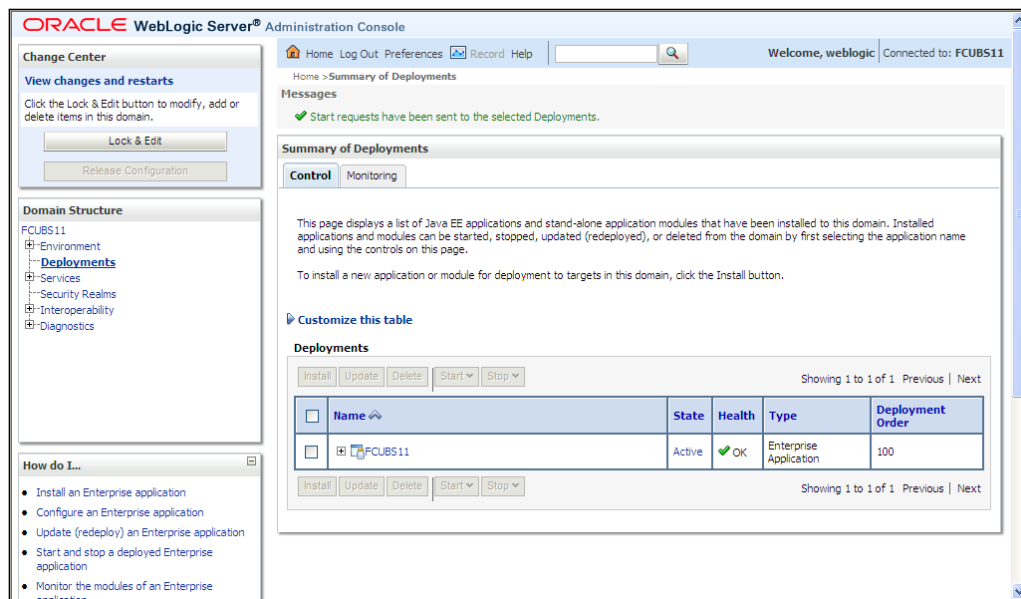 ORACLE WebLogic Server® Administration Console
Change Center
View changes and restarts
Click the Lock & Edit button to modify, add or
delete items in this domain.
Lock & Edit
Release Configuration
Domain Structure
FCUBS11
Environment
Deployments
Services
Security Realms
Interoperability
Diagnostics
How do I...
Install an Enterprise application
Configure an Enterprise application
Update (redeploy) an Enterprise application
Start and stop a deployed Enterprise
application
Monitor the modules of an Enterprise
application
Home Log Out Preferences Record Help
Welcome, weblogic Connected to: FCUBS11
Home >Summary of Deployments
Messages
Start requests have been sent to the selected Deployments.
Summary of Deployments
Control Monitoring
This page displays a list of Java EE applications and stand-alone application modules that have been installed to this domain. Installed
applications and modules can be started, stopped, updated (redeployed), or deleted from the domain by first selecting the application name
and using the controls on this page.
To install a new application or module for deployment to targets in this domain, click the Install button.
Customize this table
Deployments
Install Update Delete Start Stop Showing 1 to 1 of 1 Previous | Next
Name State Health Type Deployment Order
FCUBS11 Active OK Enterprise Application 100
Install Update Delete Start Stop Showing 1 to 1 of 1 Previous | Next